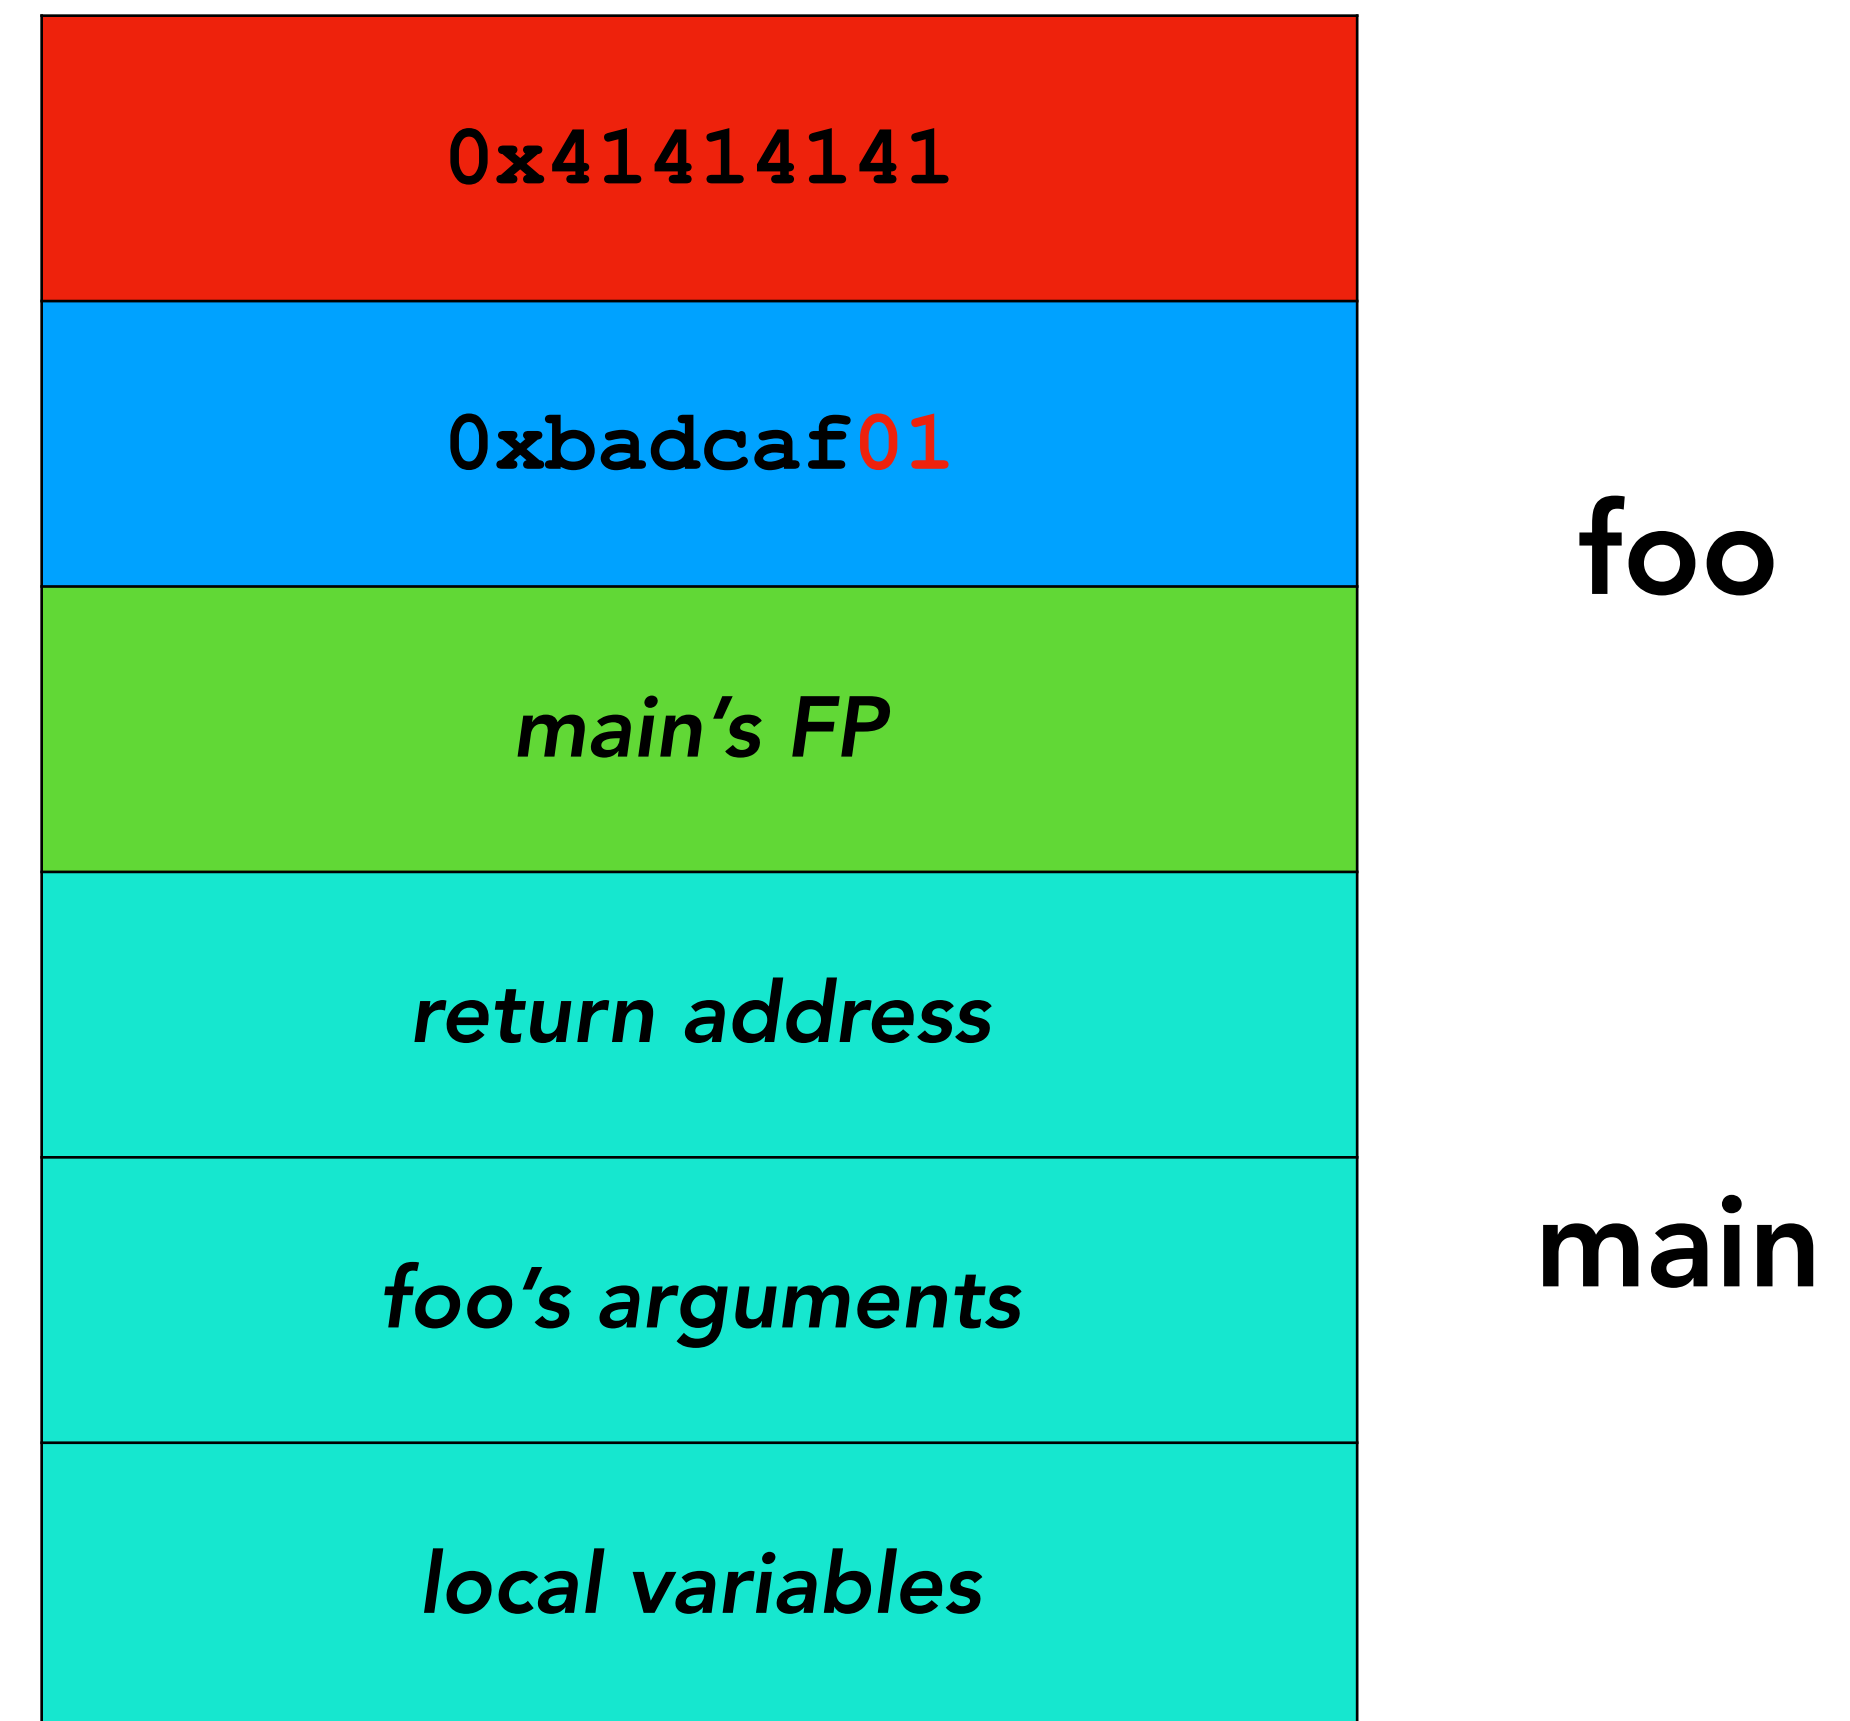 0x41414141
0xbadcaf01
foo
main’s FP
return address
main
foo’s arguments
local variables